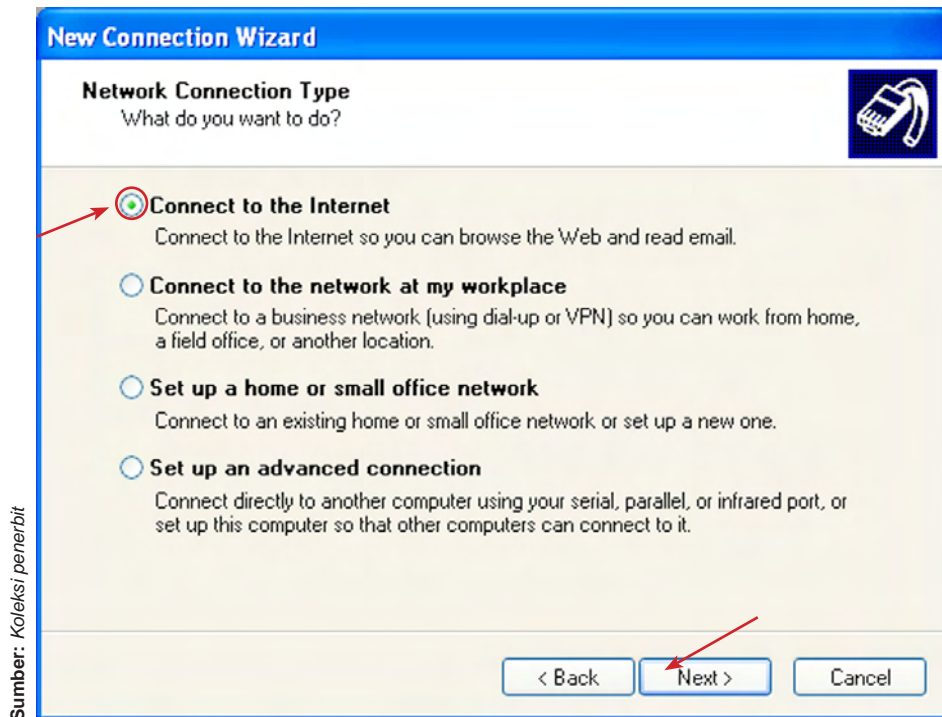 New Connection Wizard
Network Connection Type
What do you want to do?
Connect to the Internet
Connect to the Internet so you can browse the Web and read email.
Connect to the network at my workplace
Connect to a business network (using dial-up or VPN) so you can work from home,
a field office, or another location.
Set up a home or small office network
Connect to an existing home or small office network or set up a new one.
Set up an advanced connection
Connect directly to another computer using your serial, parallel, or infrared port, or
set up this computer so that other computers can connect to it.
< Back
Next >
Cancel
Sumber: Koleksi penerbit